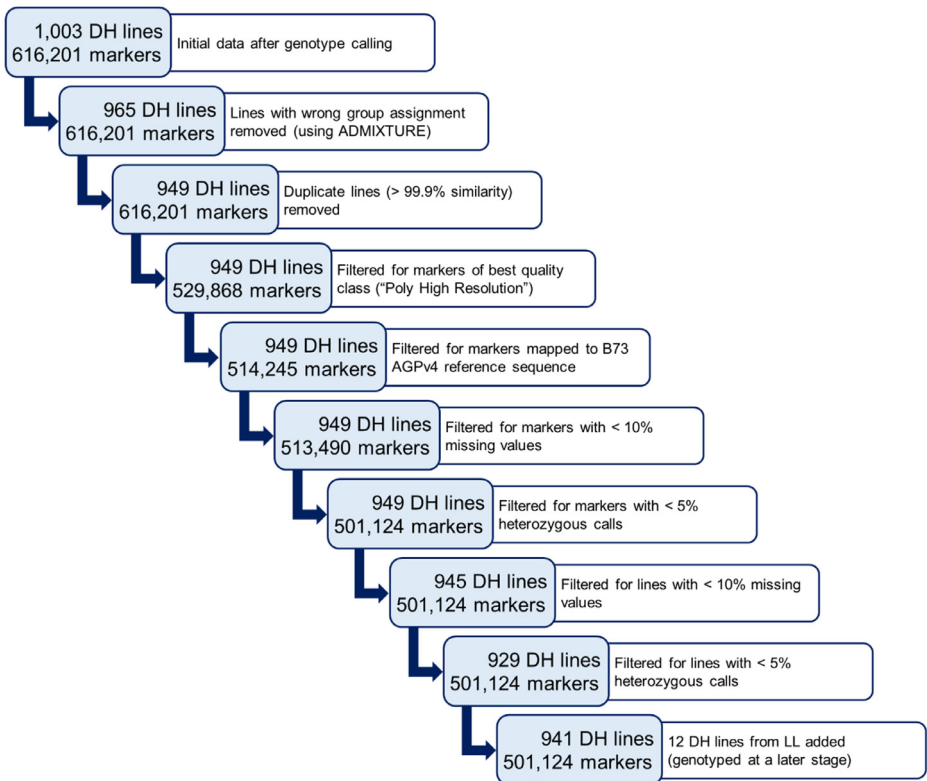 1,003 DH lines
616,201 markers
Initial data after genotype calling
965 DH lines
616,201 markers
Lines with wrong group assignment
removed (using ADMIXTURE)
949 DH lines
616,201 markers
Duplicate lines (> 99.9% similarity)
removed
949 DH lines
529,868 markers
Filtered for markers of best quality
class (“Poly High Resolution”)
949 DH lines
514,245 markers
Filtered for markers mapped to B73
AGPv4 reference sequence
949 DH lines
513,490 markers
Filtered for markers with < 10%
missing values
949 DH lines
501,124 markers
Filtered for markers with < 5%
heterozygous calls
945 DH lines
501,124 markers
Filtered for lines with < 10% missing
values
929 DH lines
501,124 markers
Filtered for lines with < 5%
heterozygous calls
941 DH lines
501,124 markers
12 DH lines from LL added
(genotyped at a later stage)